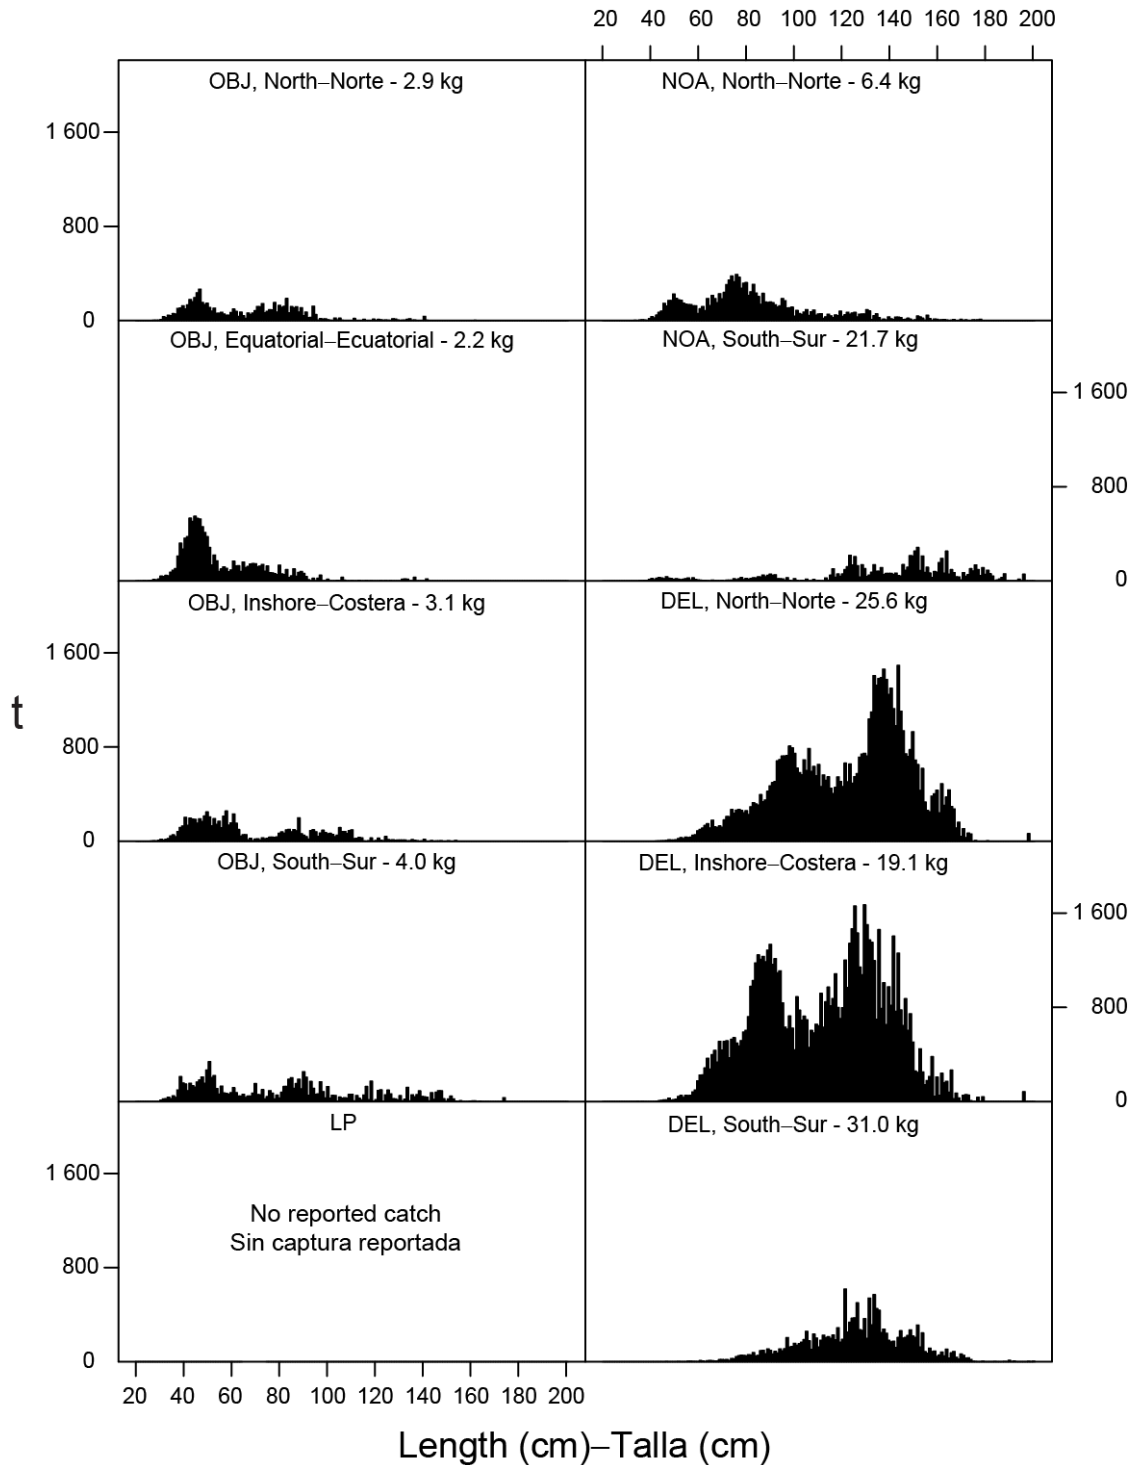 20 40 60 80 100 120 140 160 180 200
OBJ, North–Norte - 2.9 kg
NOA, North–Norte - 6.4 kg
1 600
800
0
OBJ, Equatorial–Ecuatorial - 2.2 kg
NOA, South–Sur - 21.7 kg
1 600
800
0
OBJ, Inshore–Costera - 3.1 kg
DEL, North–Norte - 25.6 kg
1 600
t
800
0
OBJ, South–Sur - 4.0 kg
DEL, Inshore–Costera - 19.1 kg
1 600
800
0
LP
DEL, South–Sur - 31.0 kg
1 600
No reported catch
Sin captura reportada
800
0
20 40 60 80 100 120 140 160 180 200
Length (cm)–Talla (cm)